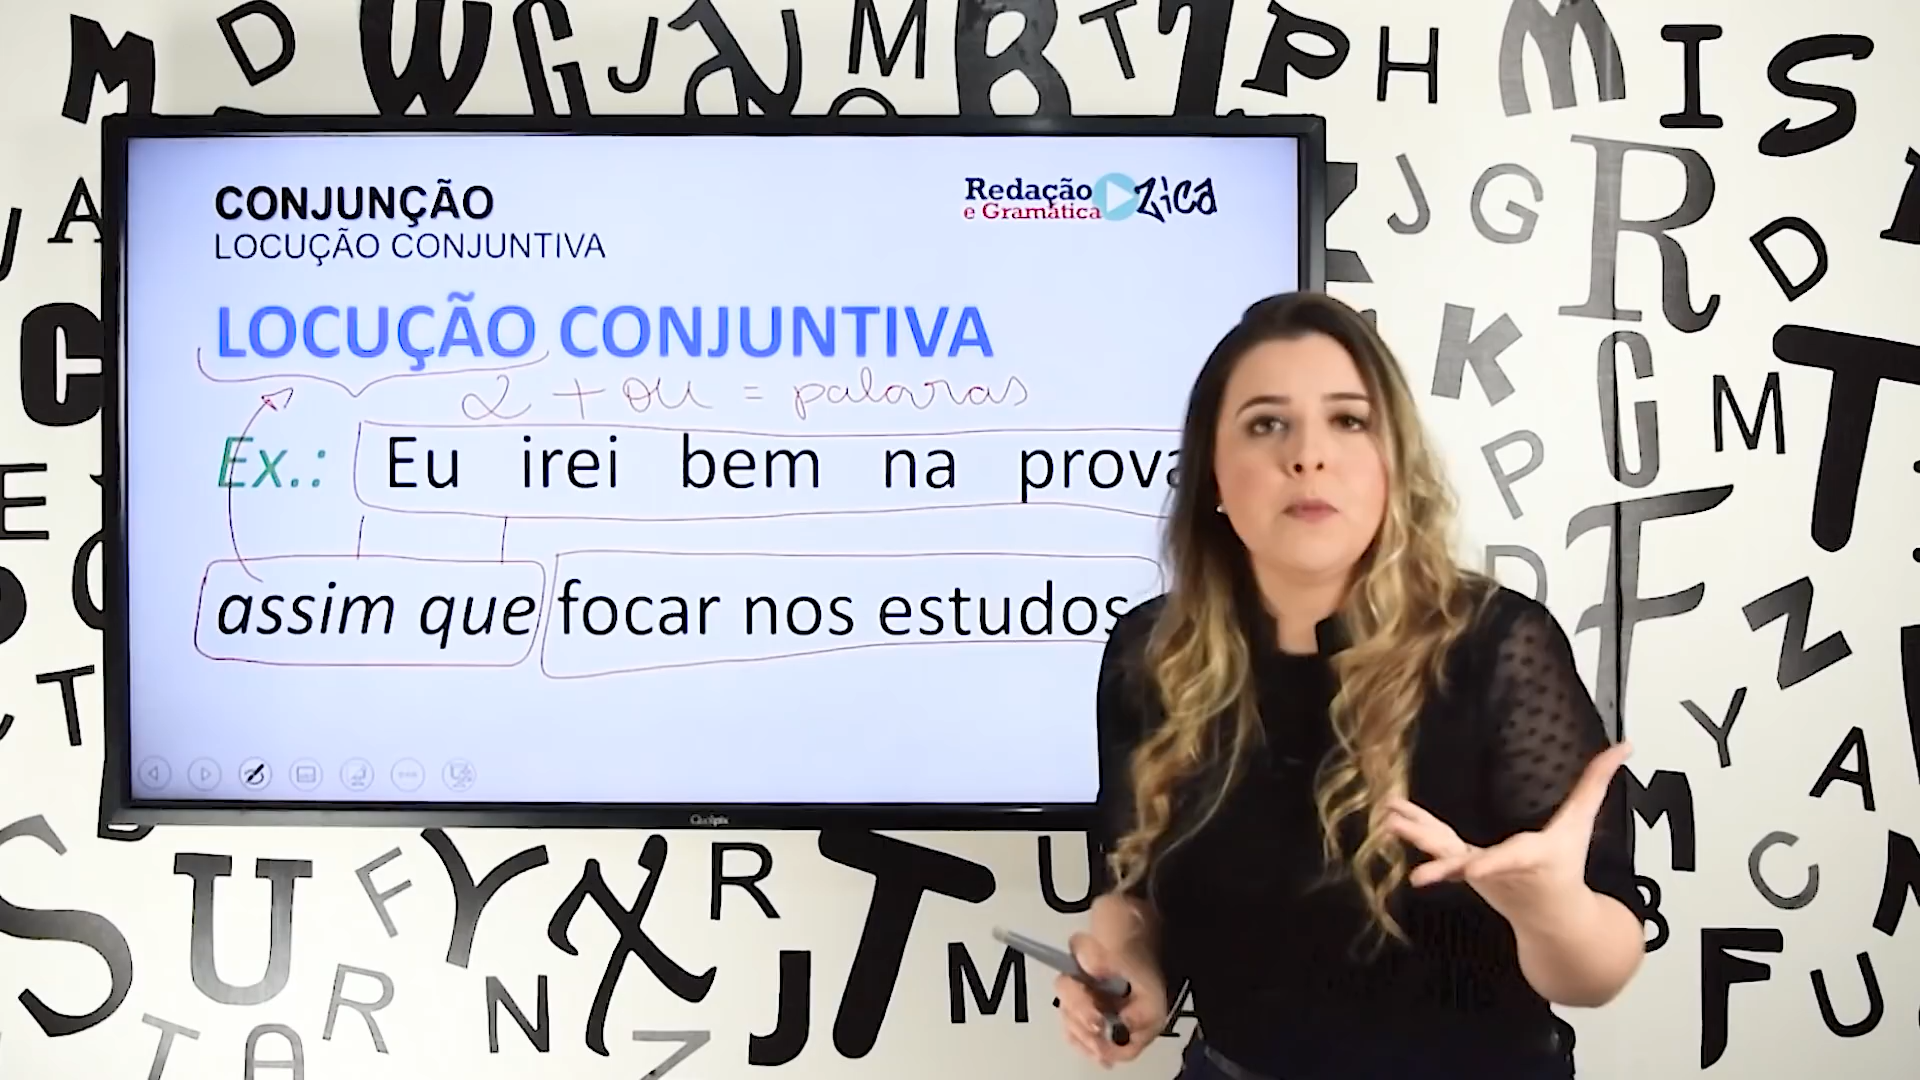 CONJUNÇÃO
LOCUÇÃO CONJUNTIVA
Redação
e Gramática
Zica
LOCUÇÃO CONJUNTIVA
2 + ou = palavras
Ex.: Eu irei bem na prova
assim que focar nos estudos